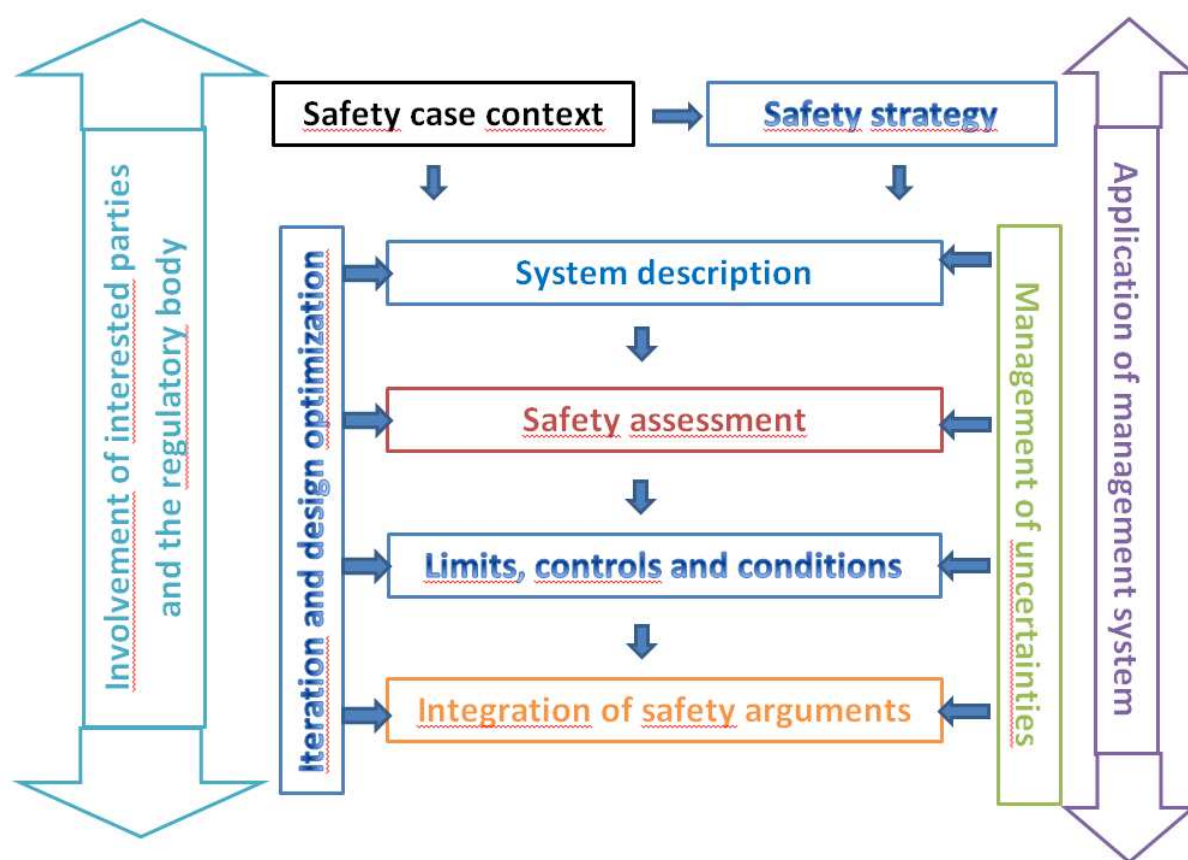 Safety case context
Safety strategy
Involvement of interested parties
and the regulatory body
Iteration and design optimization
System description
Safety assessment
Limits, controls and conditions
Integration of safety arguments
Management of uncertainties
Application of management system